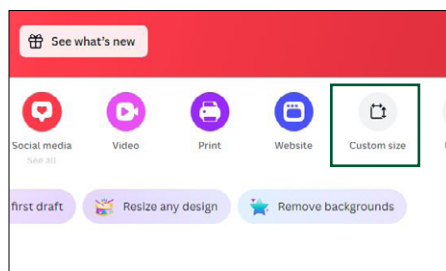 See what's new
Social media
Video
Print
Website
Custom size
See all
first draft
Resize any design
Remove backgrounds